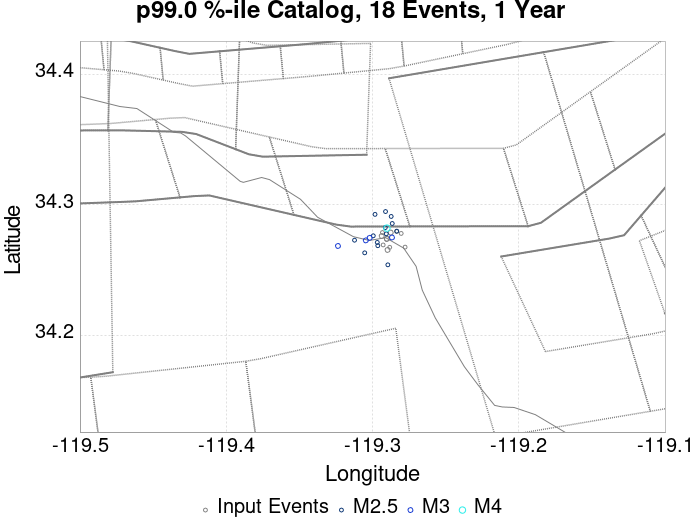 p99.0 %-ile Catalog, 18 Events, 1 Year
34.4
34.3
34.2
Latitude
-119.5 -119.4 -119.3 -119.2 -119.1
Longitude
Input Events M2.5 M3 M4